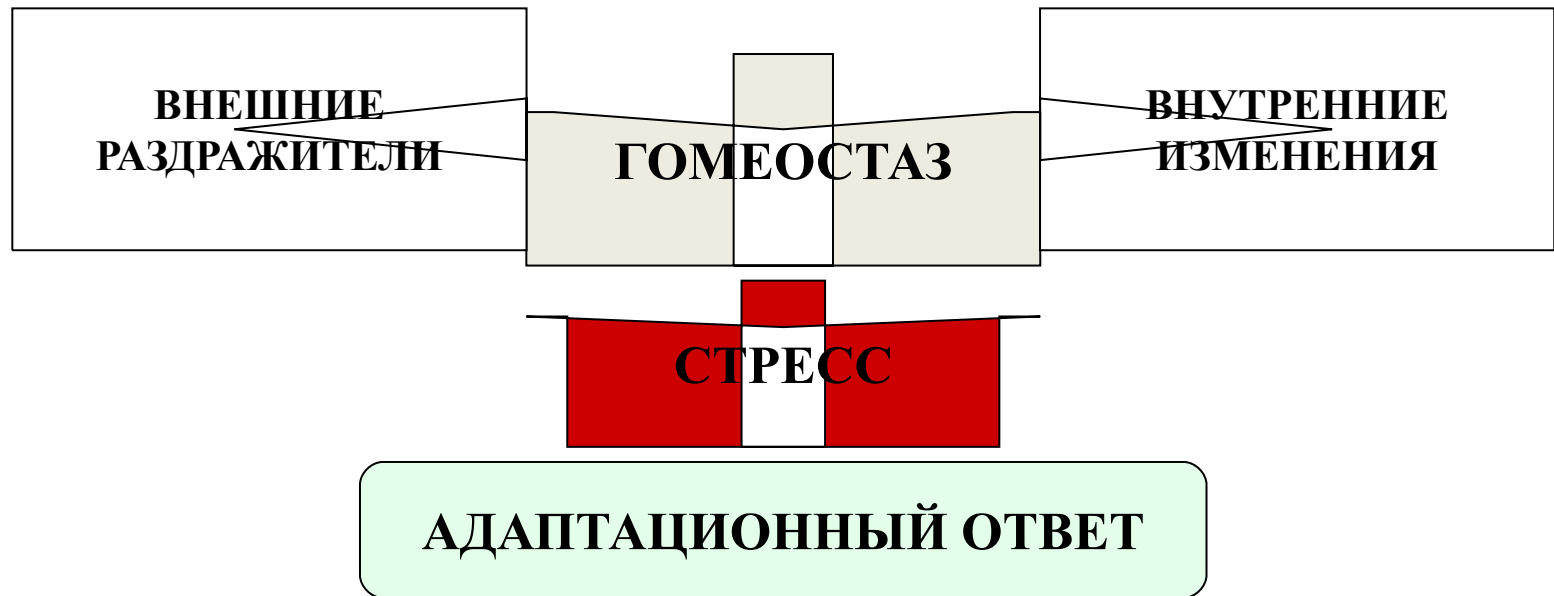 ВНЕШНИЕ
РАЗДРАЖИТЕЛИ
ГОМЕОСТАЗ
ВНУТРЕННИЕ
ИЗМЕНЕНИЯ
СТРЕСС
АДАПТАЦИОННЫЙ ОТВЕТ